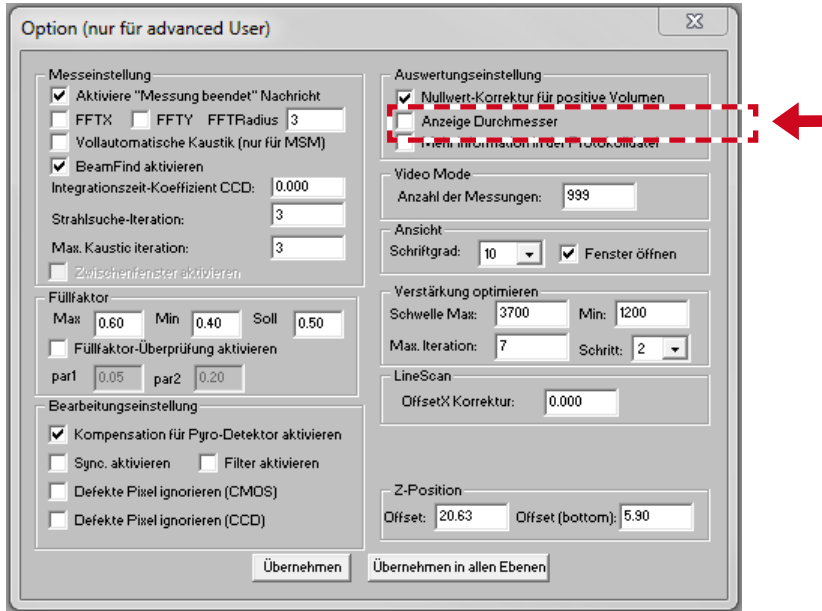 Option (nur für advanced User)
Messeinstellung
Aktiviere "Messung beendet" Nachricht
FFTX FFTY FFTRadius 3
Vollautomatische Kaustik (nur für MSM)
BeamFind aktivieren
Integrationszeit-Koeffizient CCD: 0.000
Strahlsuche-Iteration: 3
Max. Kaustic iteration: 3
Zwischenfenster aktivieren
Füllfaktor
Max 0.60 Min 0.40 Soll 0.50
Füllfaktor-Überprüfung aktivieren
par1 0.05 par2 0.20
Bearbeitungseinstellung
Kompensation für Pyro-Detektor aktivieren
Sync. aktivieren Filter aktivieren
Defekte Pixel ignorieren (CMOS)
Defekte Pixel ignorieren (CCD)
Auswertungseinstellung
Nullwert-Korrektur für positive Volumen
Anzeige Durchmesser
Mehr Information in der Protokolldatei
Video Mode
Anzahl der Messungen: 999
Ansicht
Schriftgrad: 10 Fenster öffnen
Verstärkung optimieren
Schwelle Max: 3700 Min: 1200
Max. Iteration: 7 Schritt: 2
LineScan
OffsetX Korrektur: 0.000
Z-Position
Offset: 20.63 Offset (bottom): 5.90
Übernehmen Übernehmen in allen Ebenen